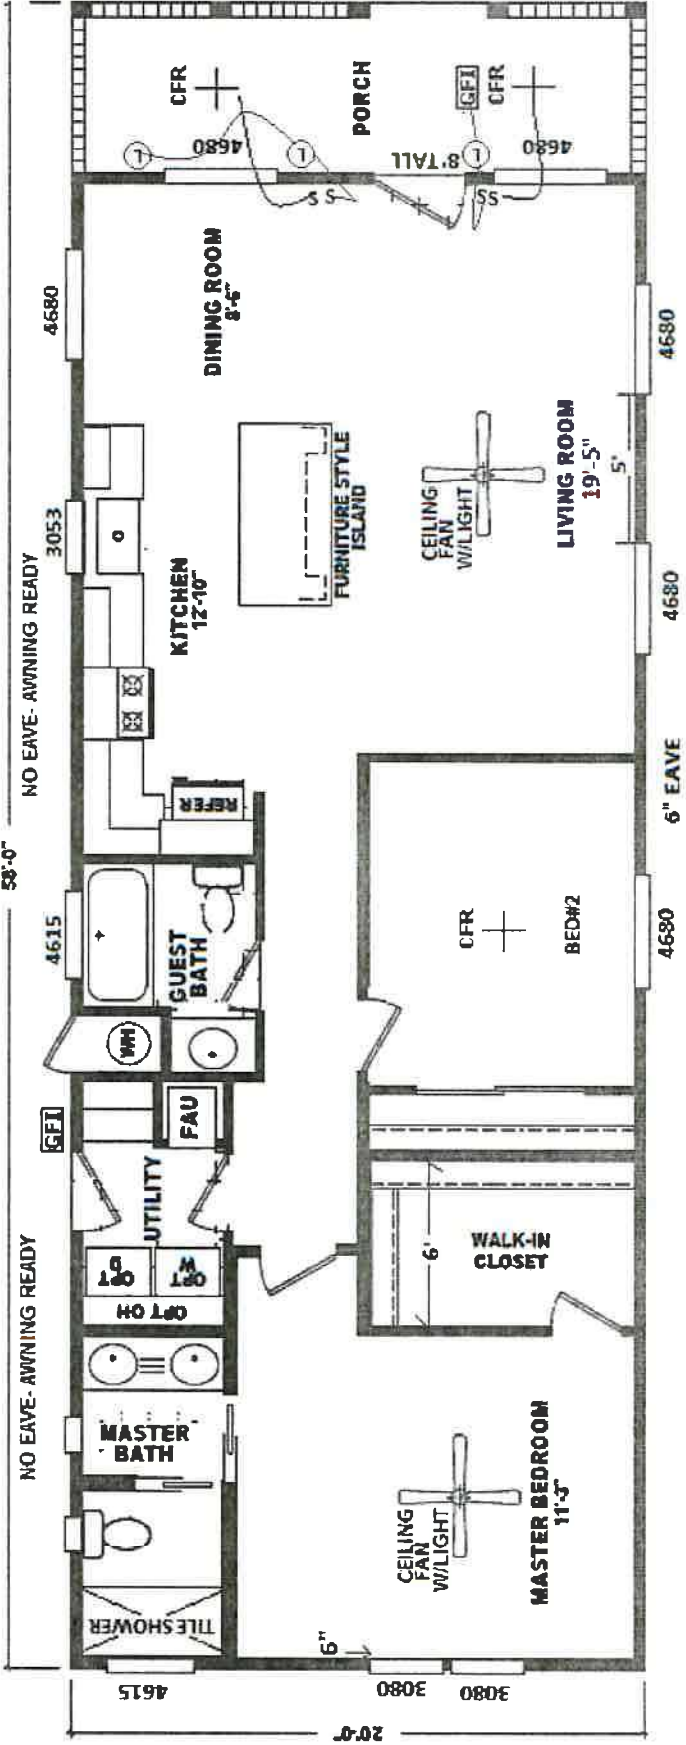 58'-0"
NO EAVE- AWNING READY
NO EAVE- AWNING READY
4615
GFI
4615
3053
4680
TILE SHOWER
MASTER
BATH
OPT OH
OPT
D
OPT
W
UTILITY
FAU
WH
GUEST
BATH
REFER
KITCHEN
12'-10"
FURNITURE STYLE
ISLAND
DINING ROOM
8'-6"
4680
L
L
S S
CFR
PORCH
8' TALL
L
GFI
CFR
4680
SS
20'-0"
6"
3080
3080
CEILING
FAN
W/LIGHT
MASTER BEDROOM
11'-3"
6'
WALK-IN
CLOSET
CFR
BED#2
CEILING
FAN
W/LIGHT
LIVING ROOM
19'-5"
5'
4680
6" EAVE
4680
4680